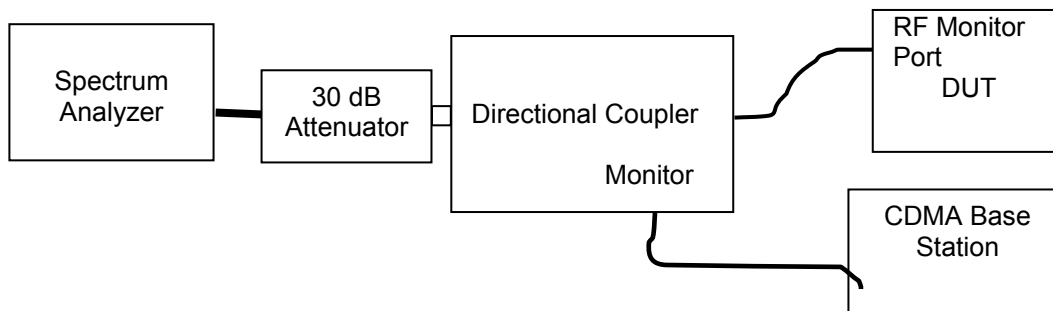 Spectrum
Analyzer
30 dB
Attenuator
Directional Coupler
Monitor
RF Monitor
Port
DUT
CDMA Base
Station